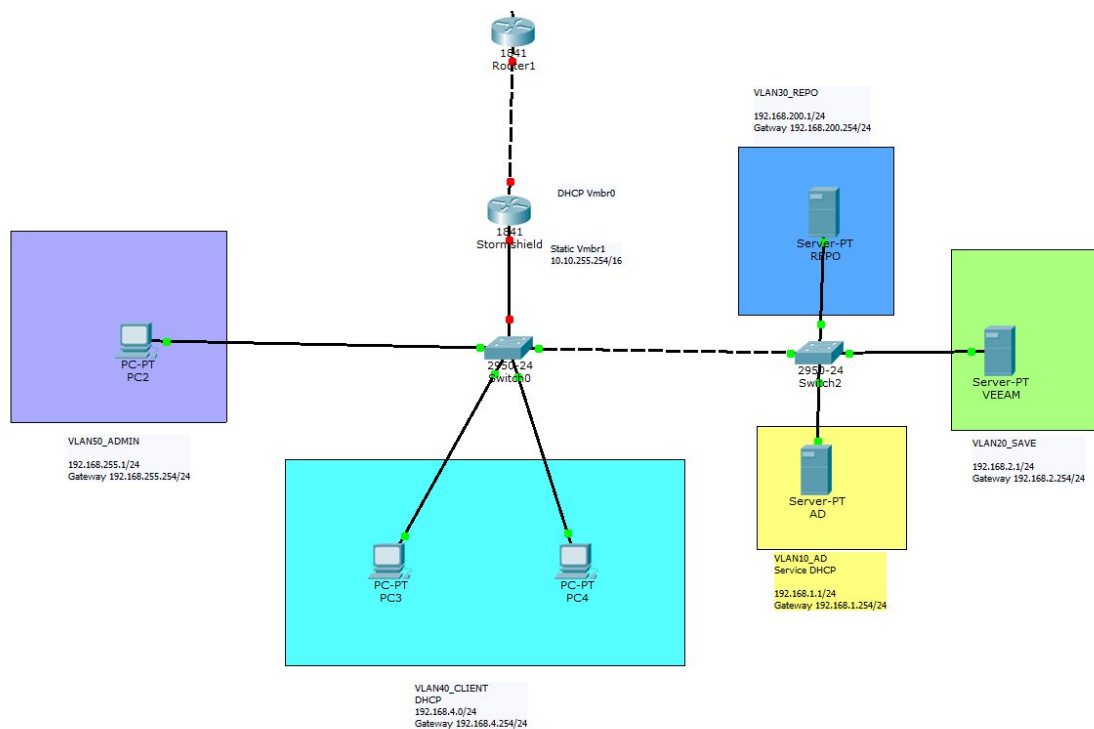 1841
Router1
VLAN30_REPO
192.168.200.1/24
Gatway 192.168.200.254/24
DHCP Vmbr0
1841
Stormshield
Static Vmbr1
10.10.255.254/16
Server-PT
REPO
PC-PT
PC2
2950-24
Switch0
2950-24
Switch2
Server-PT
VEEAM
VLAN50_ADMIN
192.168.255.1/24
Gateway 192.168.255.254/24
VLAN20_SAVE
192.168.2.1/24
Gateway 192.168.2.254/24
Server-PT
AD
VLAN10_AD
Service DHCP
192.168.1.1/24
Gateway 192.168.1.254/24
PC-PT
PC3
PC-PT
PC4
VLAN40_CLIENT
DHCP
192.168.4.0/24
Gateway 192.168.4.254/24